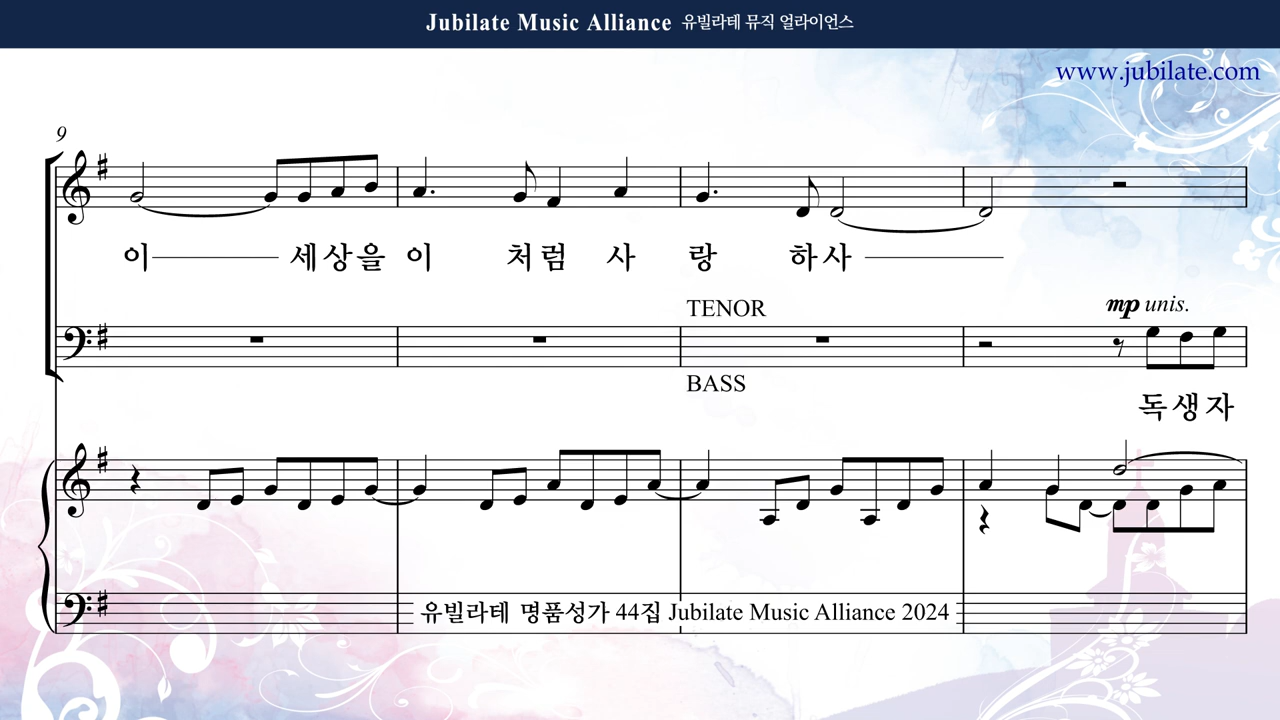 Jubilate Music Alliance 유빌라테 뮤직 얼라이언스
www.jubilate.com
9
이 세상을 이 처럼 사 랑 하사
TENOR
mp unis.
BASS
독생자
유빌라테 명품성가 44집 Jubilate Music Alliance 2024